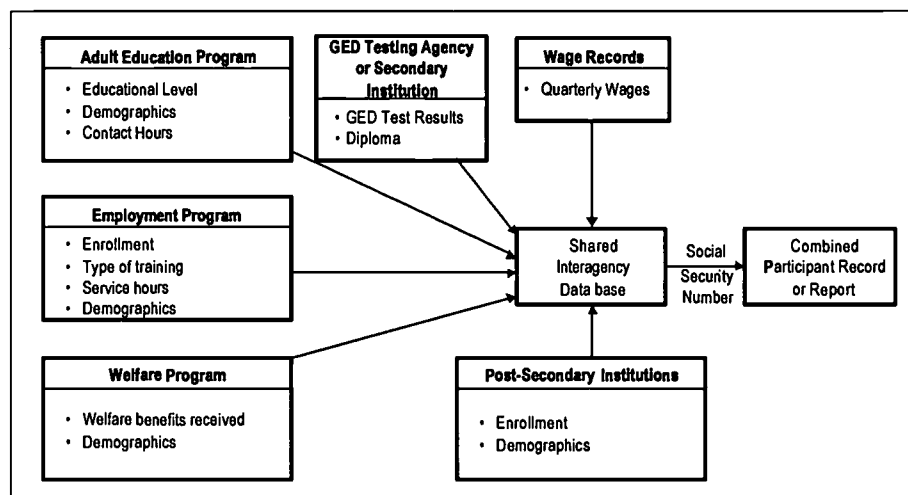 Adult Education Program
• Educational Level
• Demographics
• Contact Hours
GED Testing Agency
or Secondary
Institution
• GED Test Results
• Diploma
Wage Records
• Quarterly Wages
Employment Program
• Enrollment
• Type of training
• Service hours
• Demographics
Shared
Interagency
Data base
Social
Security
Number
Combined
Participant Record
or Report
Welfare Program
• Welfare benefits received
• Demographics
Post-Secondary Institutions
• Enrollment
• Demographics